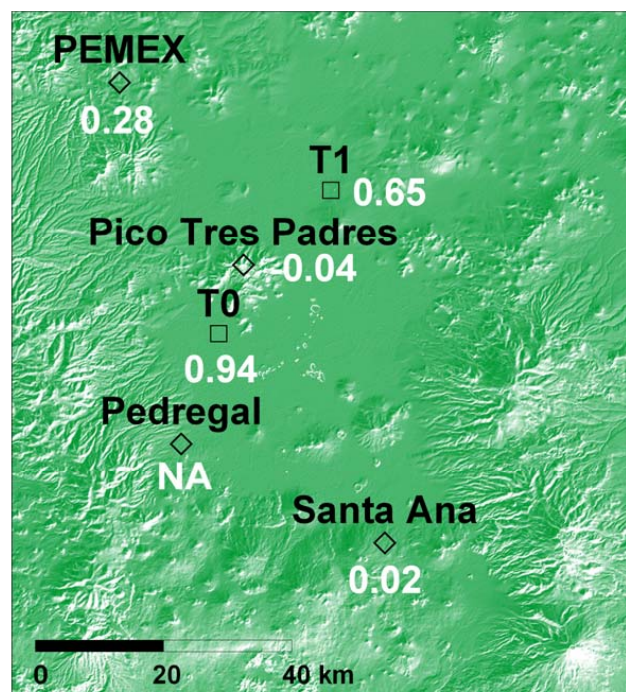 PEMEX
0.28
T1
0.65
Pico Tres Padres
-0.04
T0
0.94
Pedregal
NA
Santa Ana
0.02
0 20 40 km